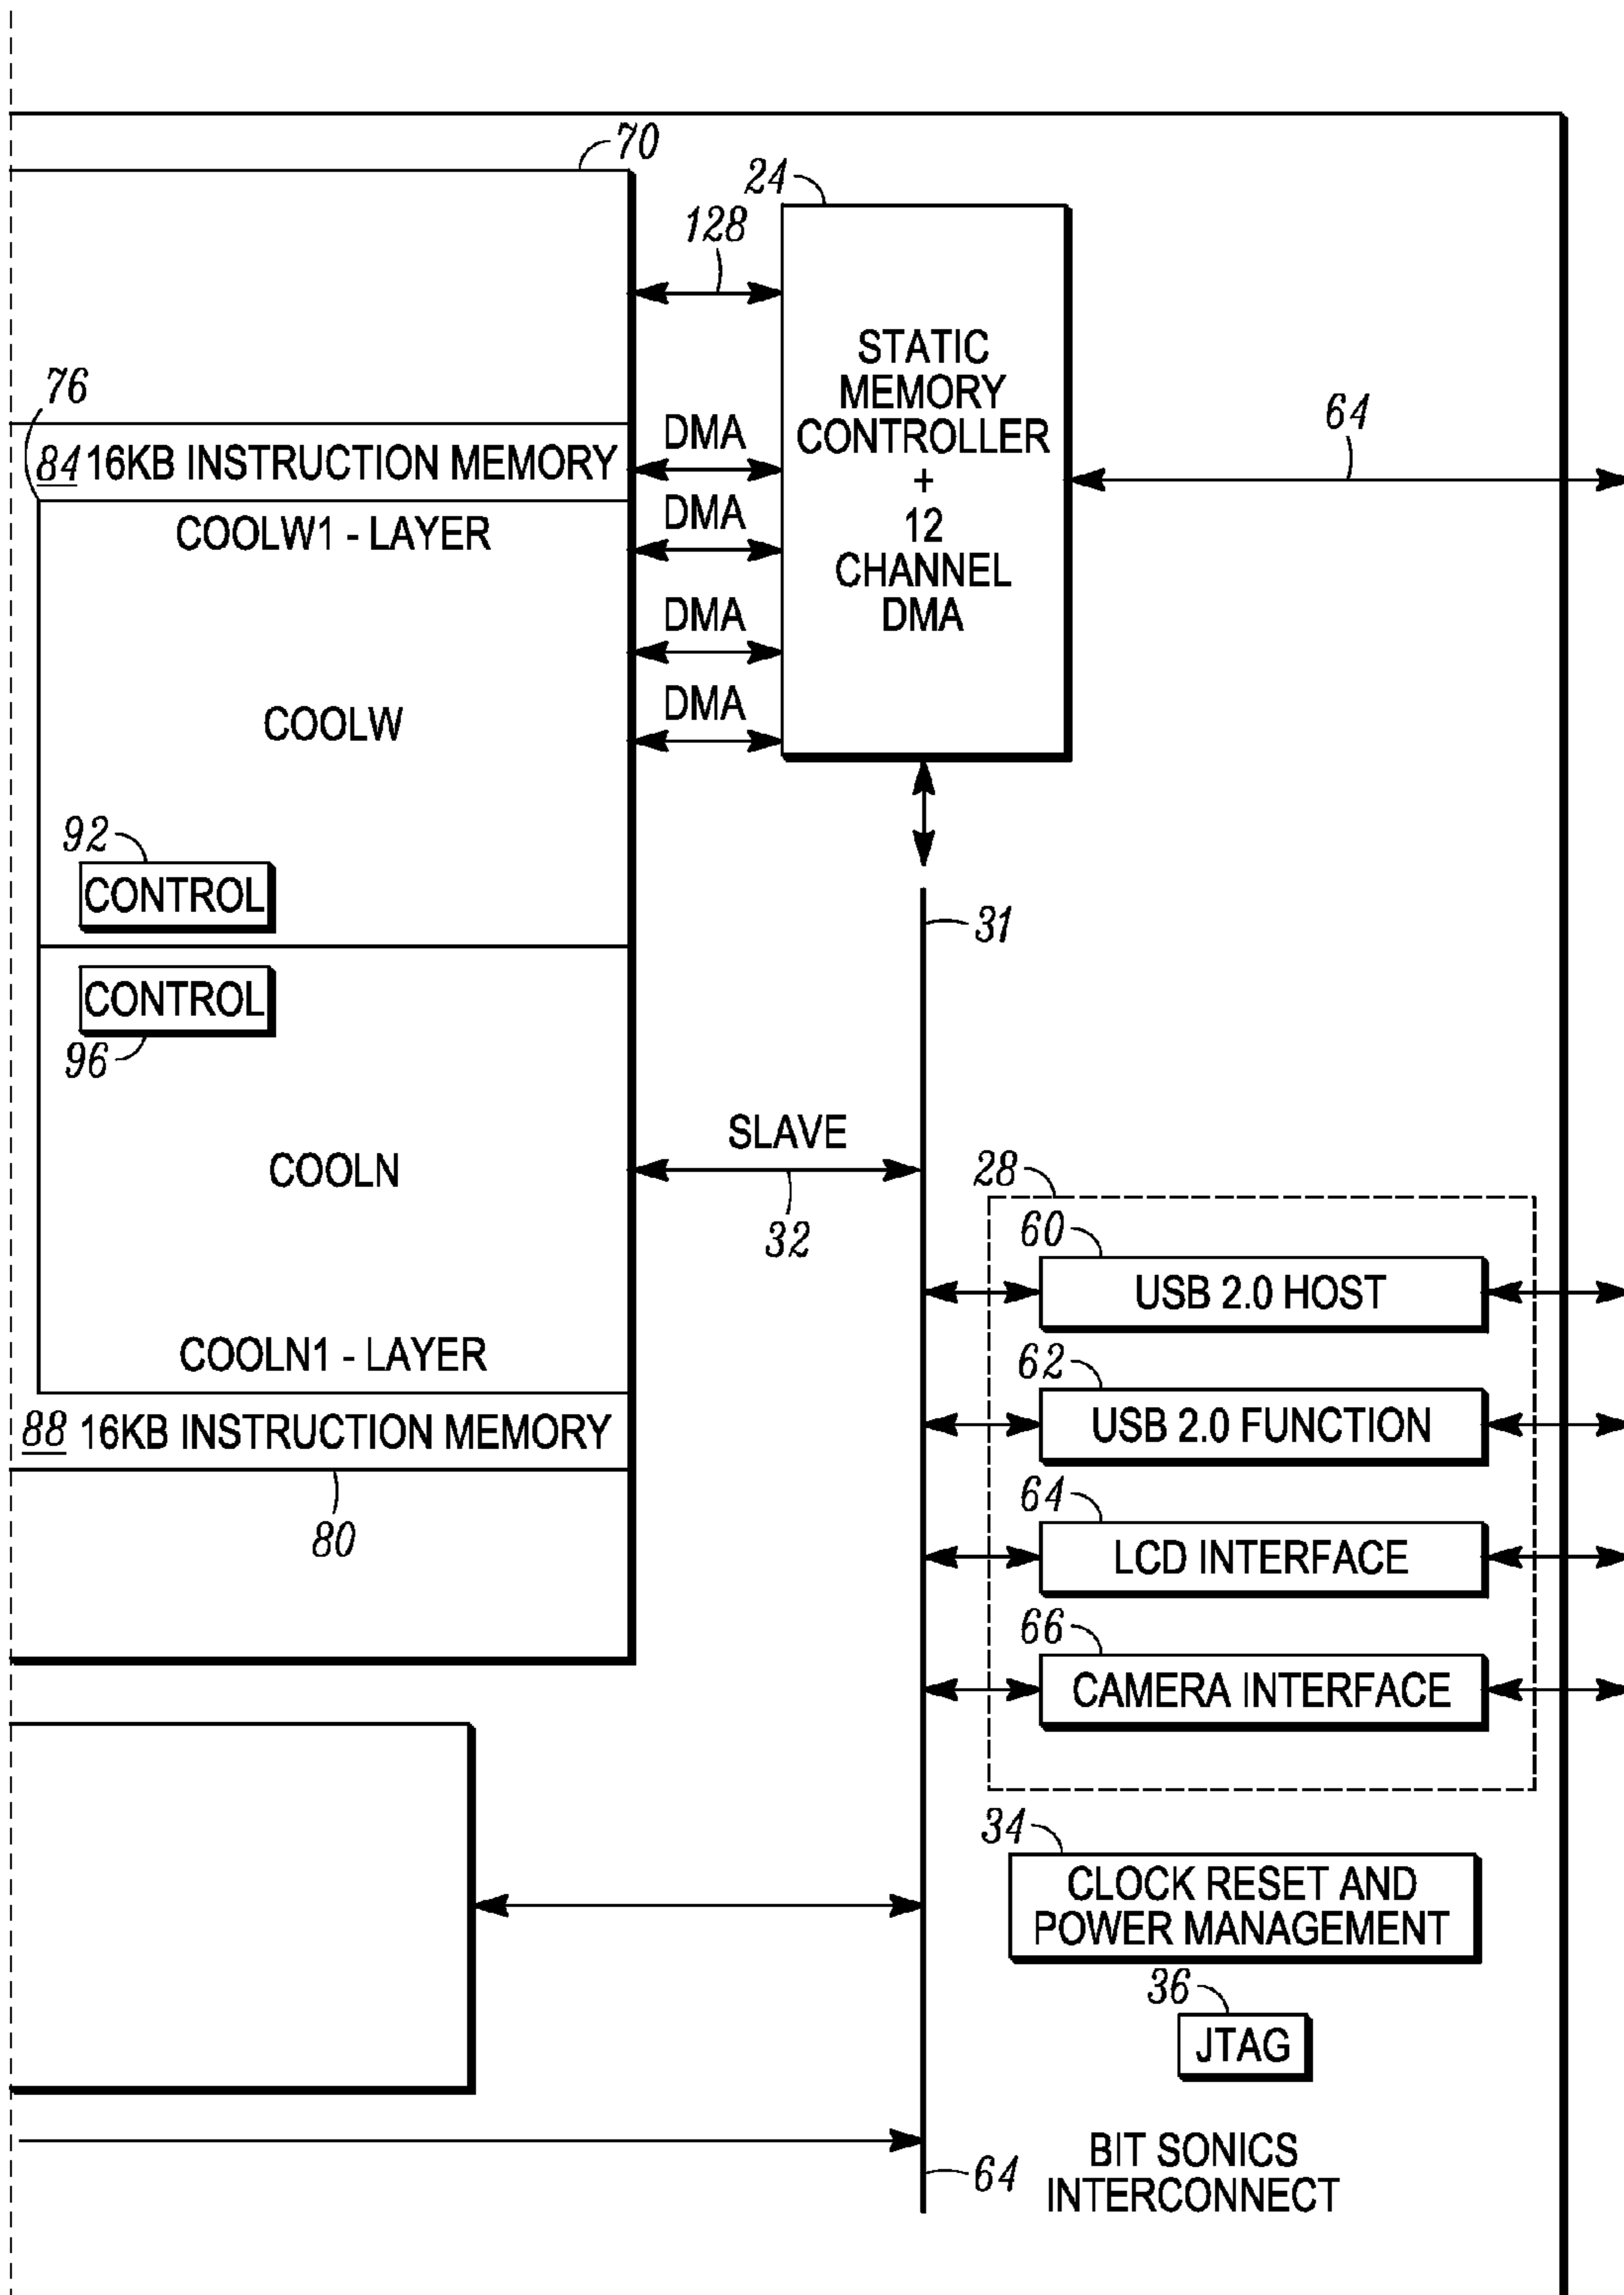 70
24
128
STATIC
MEMORY
CONTROLLER
+
12
CHANNEL
DMA
64
76
84 16KB INSTRUCTION MEMORY
DMA
COOLW1 - LAYER
DMA
DMA
DMA
COOLW
92
CONTROL
31
CONTROL
96
SLAVE
32
COOLN
28
60
USB 2.0 HOST
COOLN1 - LAYER
62
USB 2.0 FUNCTION
88 16KB INSTRUCTION MEMORY
80
64
LCD INTERFACE
66
CAMERA INTERFACE
34
CLOCK RESET AND
POWER MANAGEMENT
36
JTAG
64
BIT SONICS
INTERCONNECT